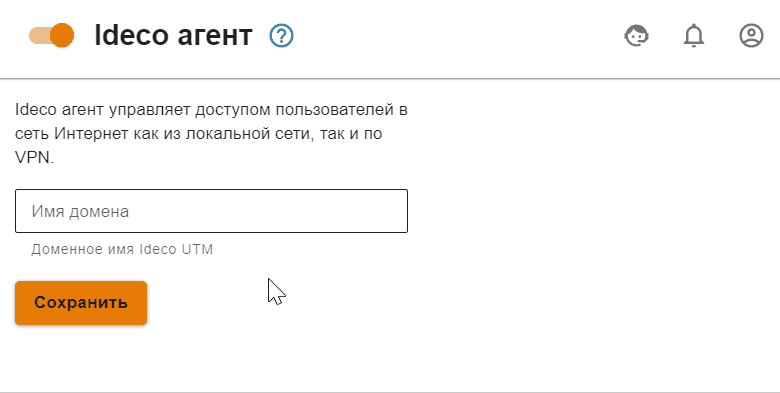 Ideco агент
Ideco агент управляет доступом пользователей в
сеть Интернет как из локальной сети, так и по
VPN.
Имя домена
Доменное имя Ideco UTM
Сохранить